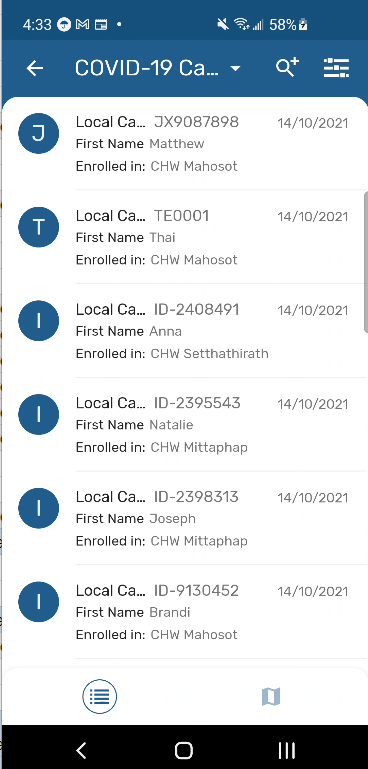 4:33 58%
COVID-19 Ca...
J Local Ca... JX9087898 14/10/2021
First Name Matthew
Enrolled in: CHW Mahosot
T Local Ca... TE0001 14/10/2021
First Name Thai
Enrolled in: CHW Mahosot
I Local Ca... ID-2408491 14/10/2021
First Name Anna
Enrolled in: CHW Setthathirath
I Local Ca... ID-2395543 14/10/2021
First Name Natalie
Enrolled in: CHW Mittaphap
I Local Ca... ID-2398313 14/10/2021
First Name Joseph
Enrolled in: CHW Mittaphap
I Local Ca... ID-9130452 14/10/2021
First Name Brandi
Enrolled in: CHW Mahosot